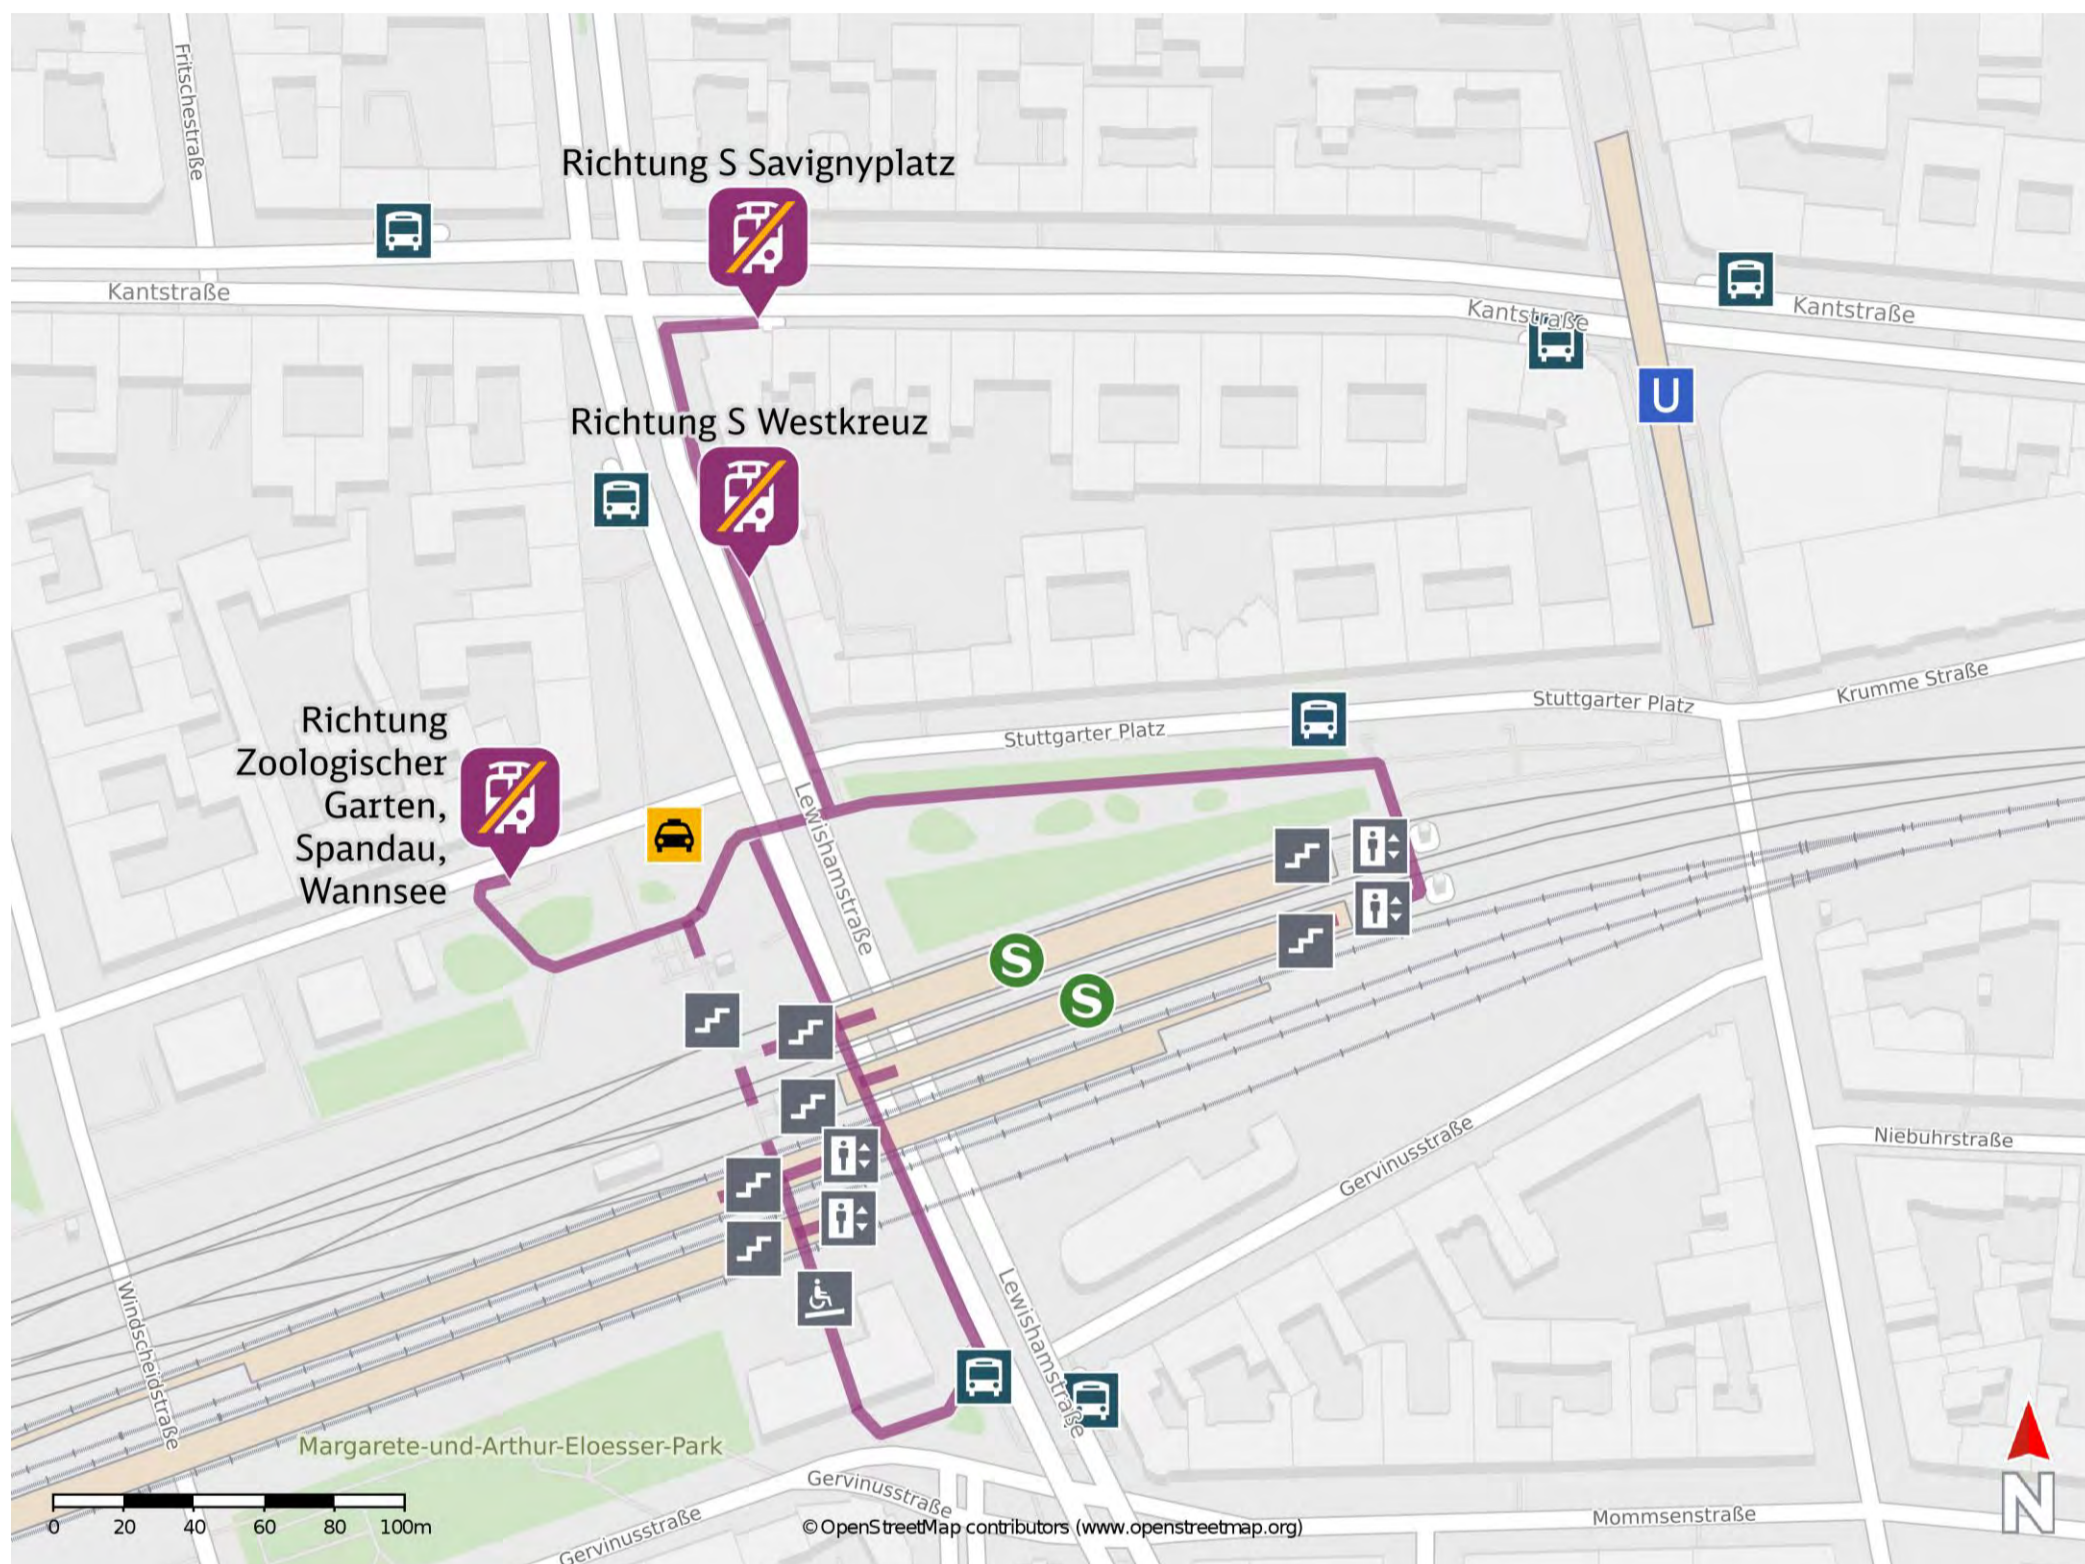 Fritschestraße
Richtung S Savignyplatz
Kantstraße
Kantstraße
Kantstraße
U
Richtung S Westkreuz
Krumme Straße
Stuttgarter Platz
Stuttgarter Platz
Richtung
Zoologischer
Garten,
Spandau,
Wannsee
Lewishamstraße
S
S
Niebuhrstraße
Gervinusstraße
Windscheidstraße
Lewishamstraße
Margarete-und-Arthur-Eloesser-Park
Gervinusstraße
Gervinusstraße
Mommsenstraße
N
0 20 40 60 80 100m
©OpenStreetMap contributors (www.openstreetmap.org)